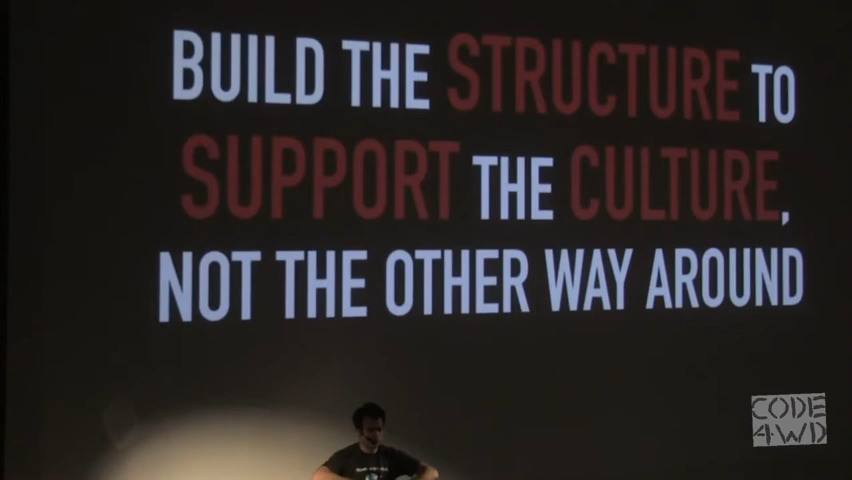 BUILD THE STRUCTURE TO
SUPPORT THE CULTURE,
NOT THE OTHER WAY AROUND
CODE
4WD